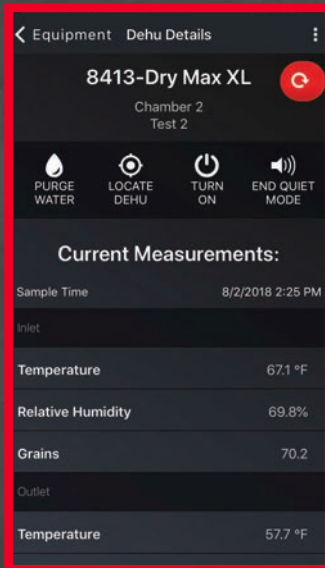 Equipment Dehu Details
8413-Dry Max XL
Chamber 2
Test 2
PURGE WATER
LOCATE DEHU
TURN ON
END QUIET MODE
Current Measurements:
Sample Time 8/2/2018 2:25 PM
Inlet
Temperature 67.1 °F
Relative Humidity 69.8%
Grains 70.2
Outlet
Temperature 57.7 °F